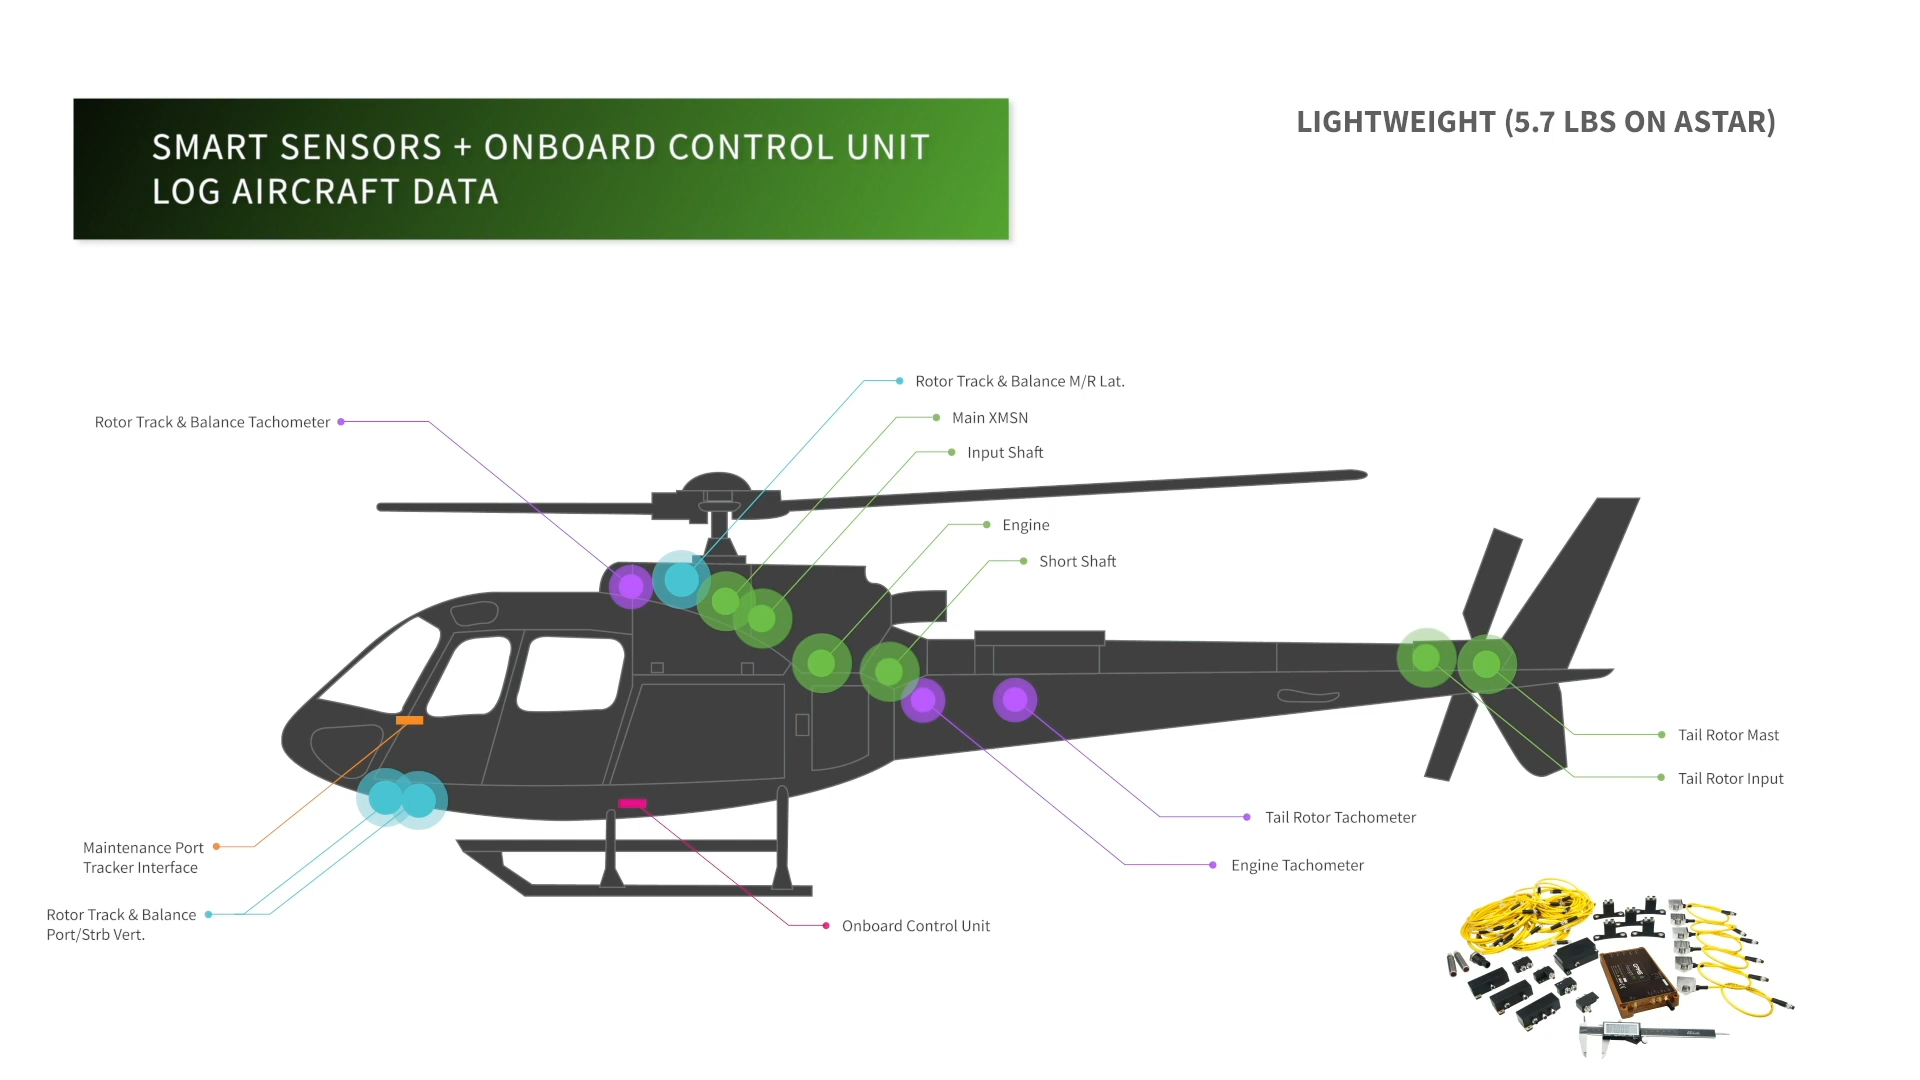 SMART SENSORS + ONBOARD CONTROL UNIT
LOG AIRCRAFT DATA
LIGHTWEIGHT (5.7 LBS ON ASTAR)
Rotor Track & Balance M/R Lat.
Rotor Track & Balance Tachometer
Main XMSN
Input Shaft
Engine
Short Shaft
Tail Rotor Mast
Tail Rotor Input
Tail Rotor Tachometer
Engine Tachometer
Maintenance Port
Tracker Interface
Rotor Track & Balance
Port/Strb Vert.
Onboard Control Unit